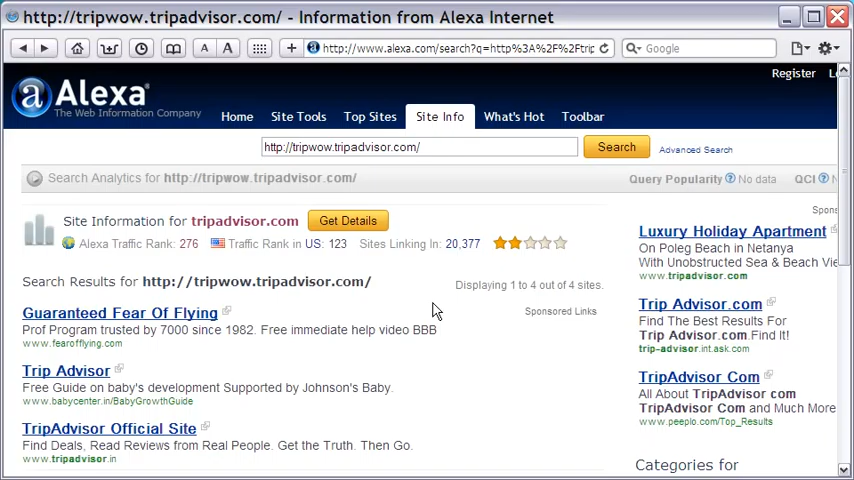 http://tripwow.tripadvisor.com/ - Information from Alexa Internet
A A http://www.alexa.com/search?q=http%3A%2F%2Ftrip Google
Register
a Alexa®
The Web Information Company
Home Site Tools Top Sites Site Info What's Hot Toolbar
http://tripwow.tripadvisor.com/ Search Advanced Search
Search Analytics for http://tripwow.tripadvisor.com/ Query Popularity ? No data QCI ?
Site Information for tripadvisor.com Get Details
Alexa Traffic Rank: 276 Traffic Rank in US: 123 Sites Linking In: 20,377
Search Results for http://tripwow.tripadvisor.com/ Displaying 1 to 4 out of 4 sites.
Sponsored Links
Guaranteed Fear Of Flying
Prof Program trusted by 7000 since 1982. Free immediate help video BBB
www.fearofflying.com
Trip Advisor
Free Guide on baby's development Supported by Johnson's Baby.
www.babycenter.in/BabyGrowthGuide
TripAdvisor Official Site
Find Deals, Read Reviews from Real People. Get the Truth. Then Go.
www.tripadvisor.in
Spons
Luxury Holiday Apartment
On Poleg Beach in Netanya
With Unobstructed Sea & Beach Vie
www.tripadvisor.com
Trip Advisor.com
Find The Best Results For
Trip Advisor.com.Find It!
trip-advisor.int.ask.com
TripAdvisor Com
All About TripAdvisor com
TripAdvisor Com and Much More
www.peeplo.com/Top_Results
Categories for